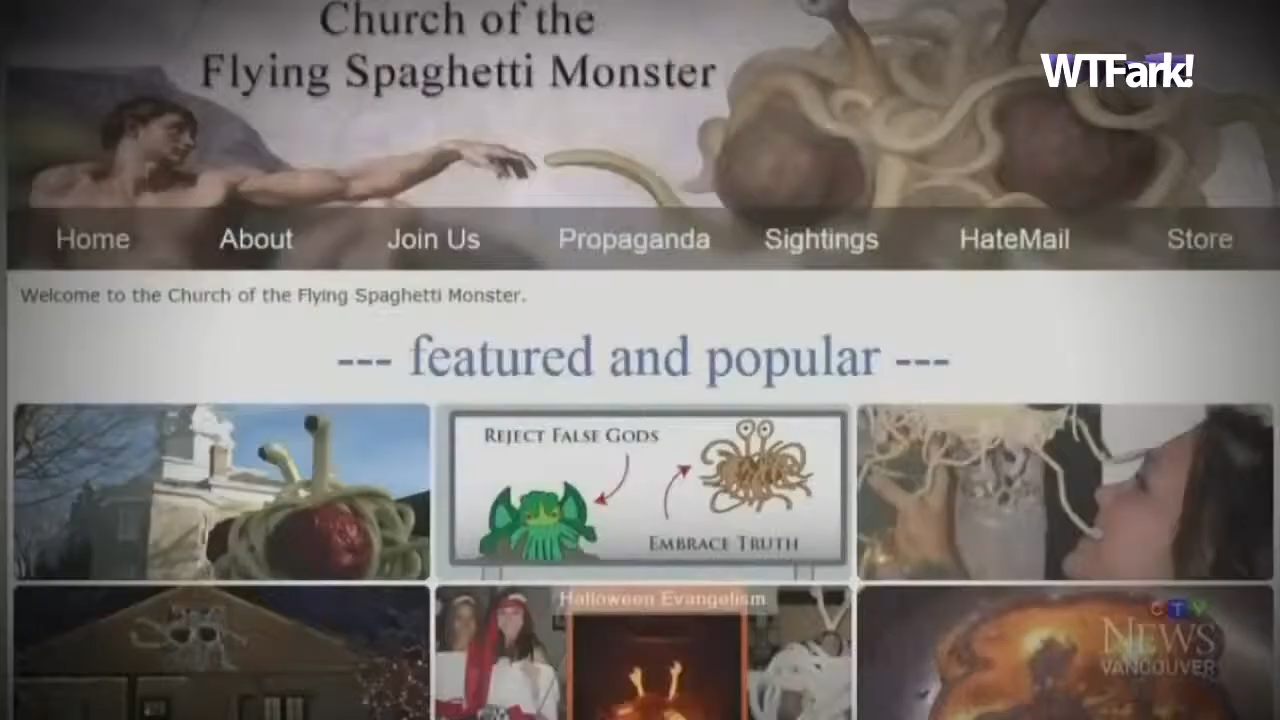 Church of the
Flying Spaghetti Monster
WTFark!
Home About Join Us Propaganda Sightings HateMail Store
Welcome to the Church of the Flying Spaghetti Monster.
--- featured and popular ---
REJECT FALSE GODS
EMBRACE TRUTH
Halloween Evangelism
CTV
NEWS
VANCOUVER